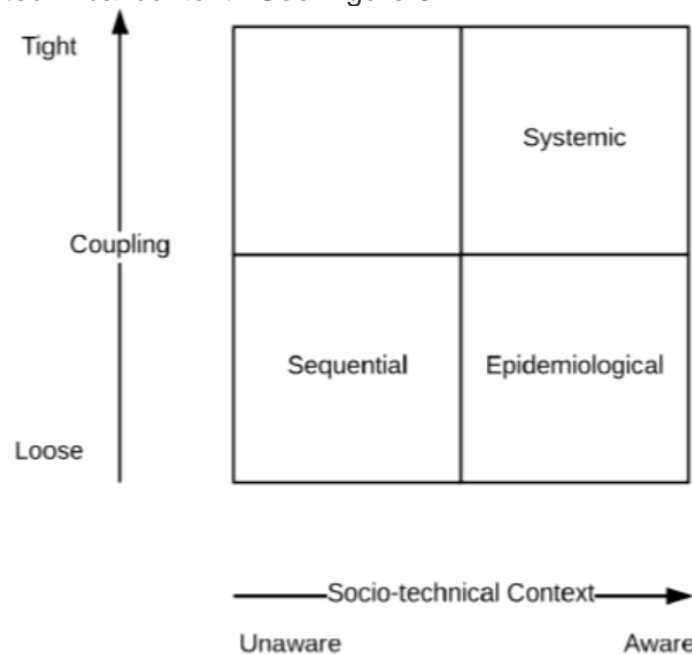 Tight
Systemic
Coupling
Sequential
Epidemiological
Loose
Socio-technical Context
Unaware
Aware